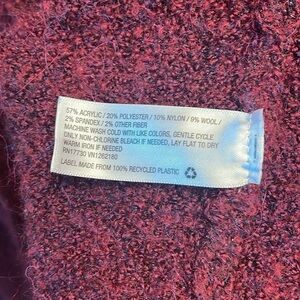 57% ACRYLIC / 20% POLYESTER / 10% NYLON / 9% WOOL /
2% SPANDEX / 2% OTHER FIBER
MACHINE WASH COLD WITH LIKE COLORS, GENTLE CYCLE
ONLY NON-CHLORINE BLEACH IF NEEDED, LAY FLAT TO DRY
WARM IRON IF NEEDED
RN17730 VN1262180
LABEL MADE FROM 100% RECYCLED PLASTIC